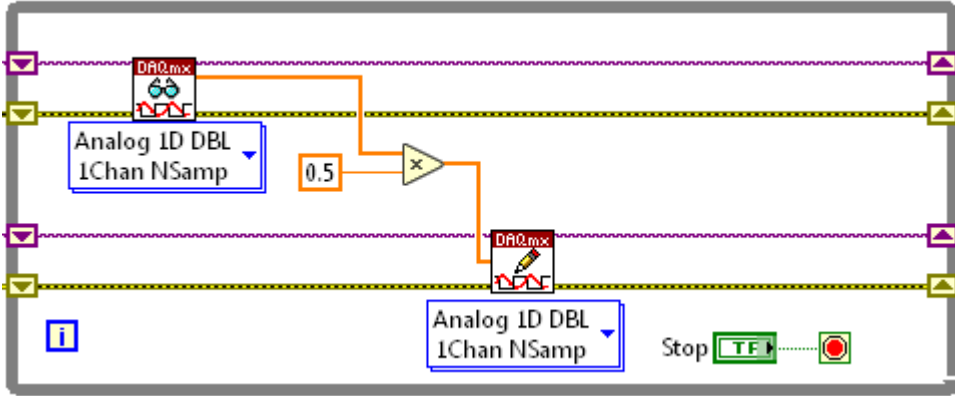 DAQmx
Analog 1D DBL
1Chan NSamp
0.5
×
DAQmx
Analog 1D DBL
1Chan NSamp
i
Stop
TF